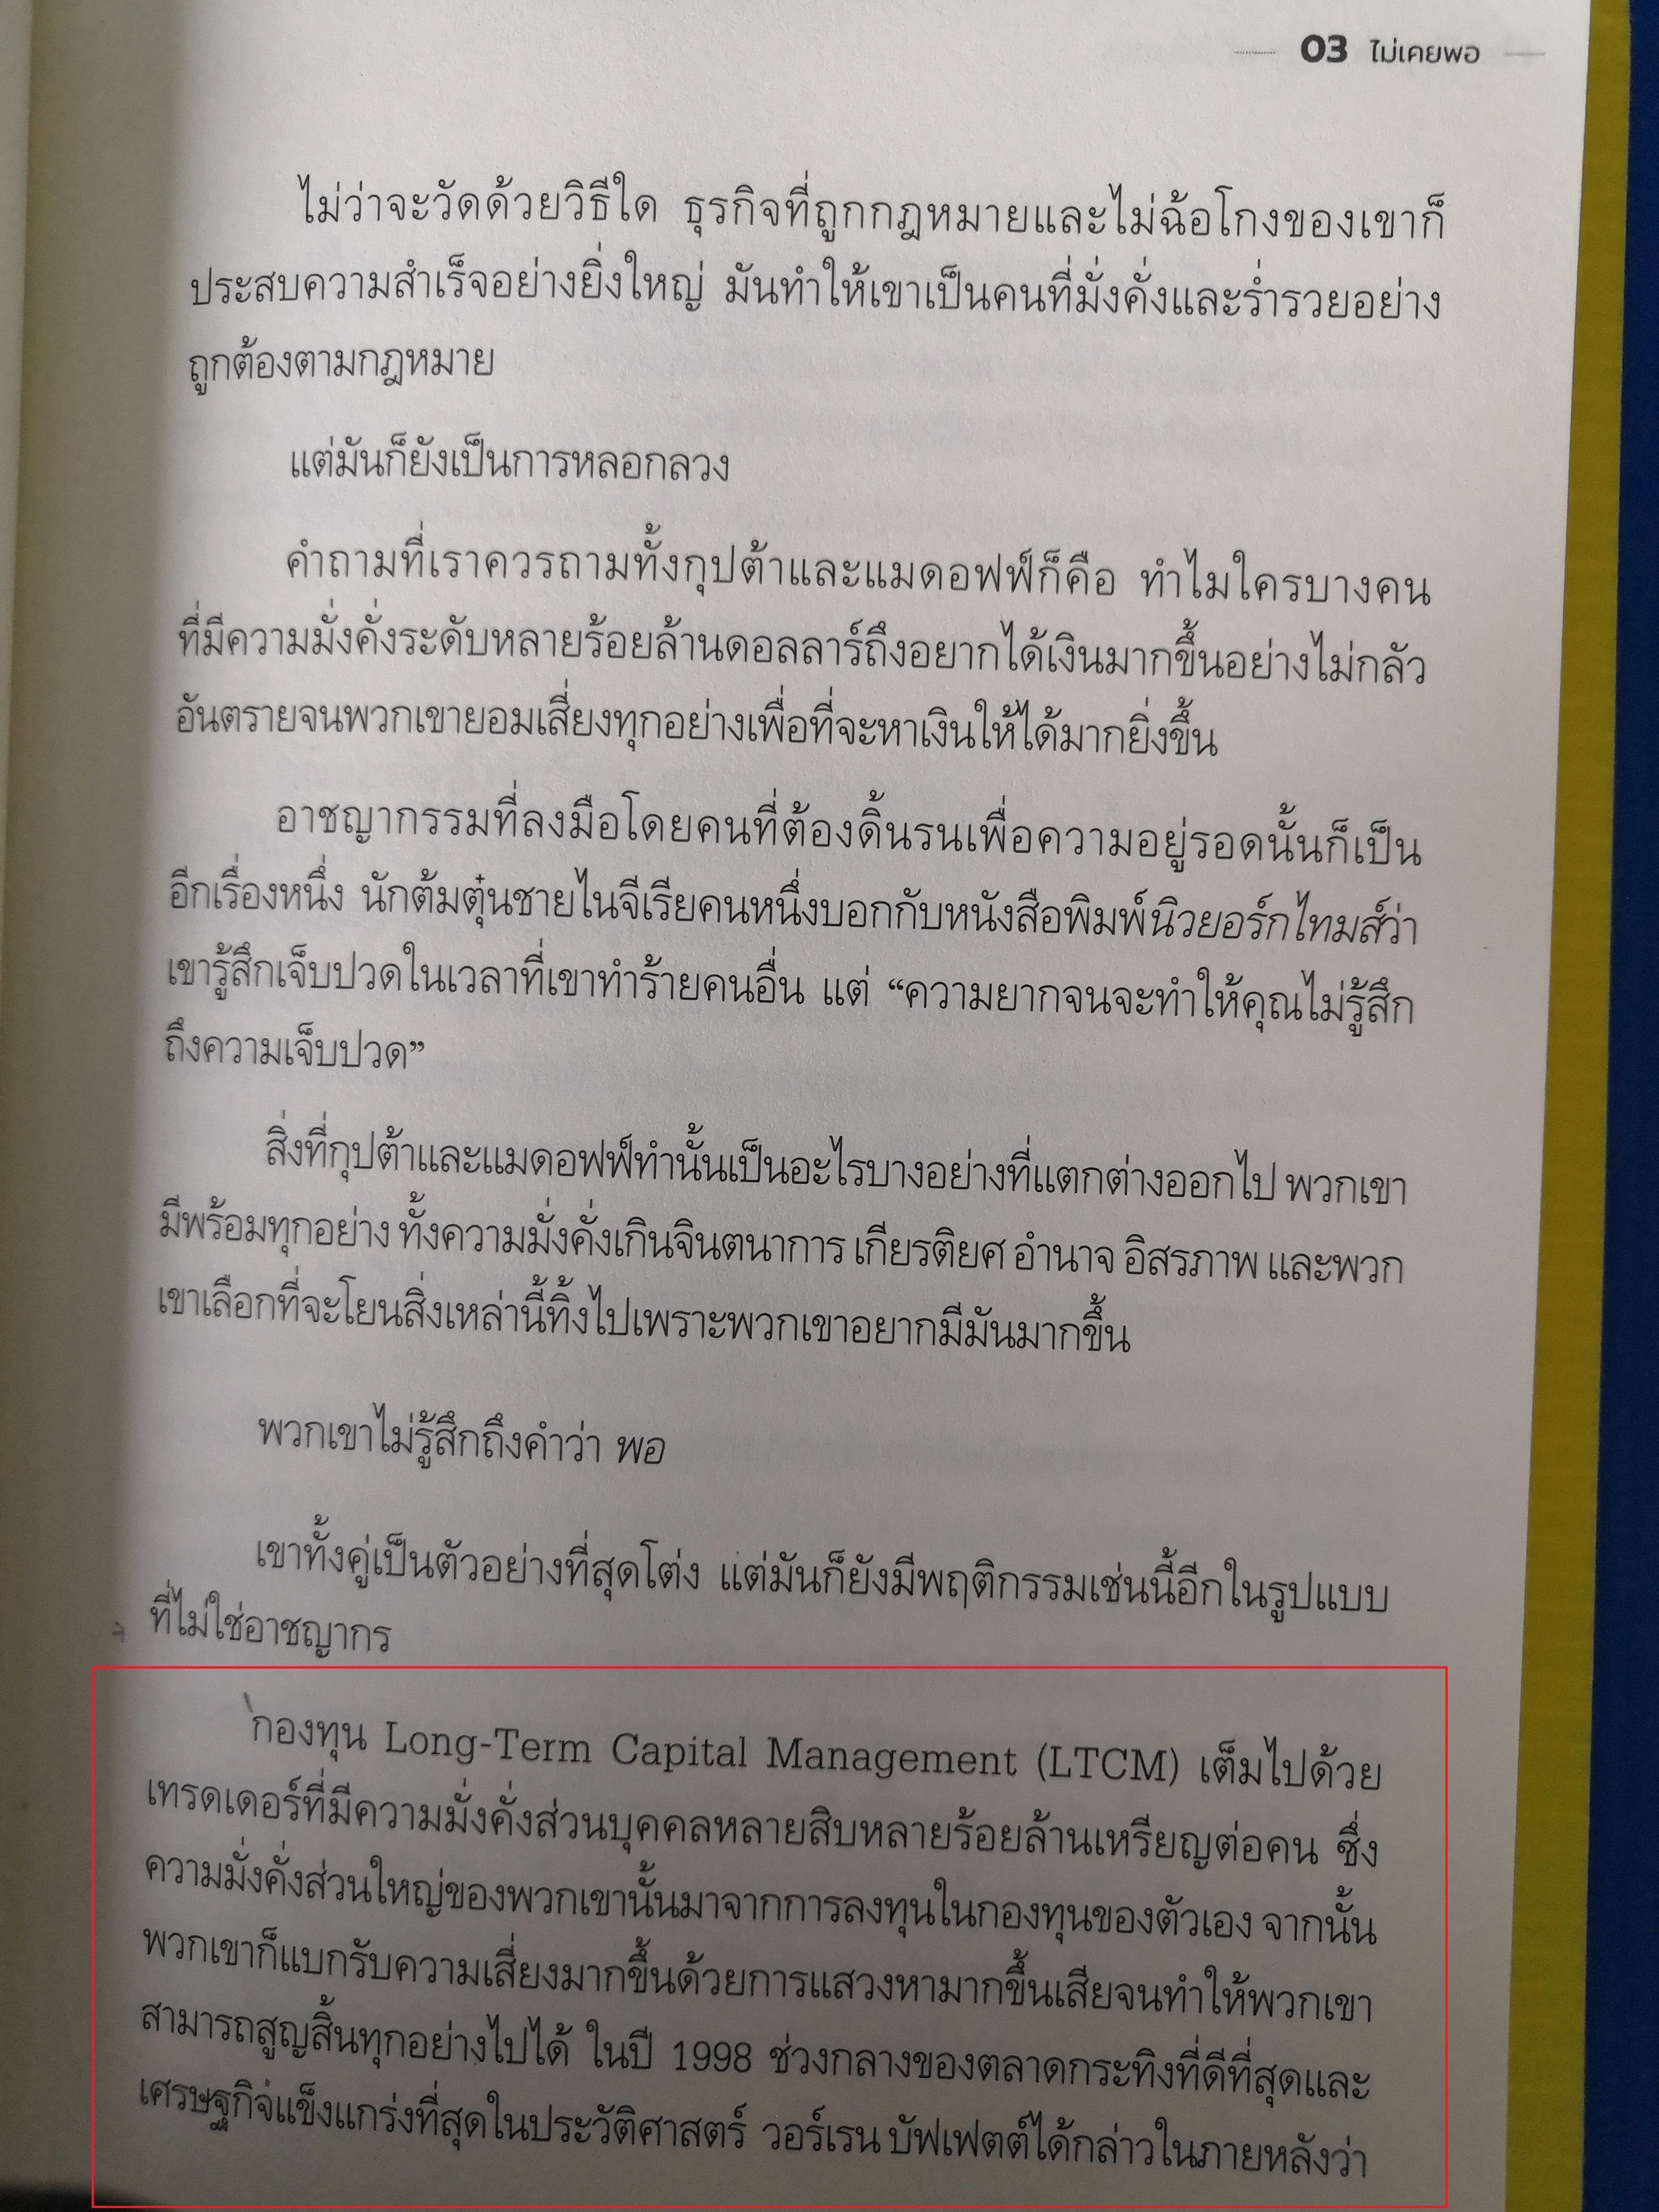 03 ไม่เคยพอ
ไม่ว่าจะวัดด้วยวิธีใด ธุรกิจที่ถูกกฎหมายและไม่ฉ้อโกงของเขาก็
ประสบความสำเร็จอย่างยิ่งใหญ่ มันทำให้เขาเป็นคนที่มั่งคั่งและร่ำรวยอย่าง
ถูกต้องตามกฎหมาย
แต่มันก็ยังเป็นการหลอกลวง
คำถามที่เราควรถามทั้งกุปต้าและแมดอฟฟ์ก็คือ ทำไมใครบางคน
ที่มีความมั่งคั่งระดับหลายร้อยล้านดอลลาร์ถึงอยากได้เงินมากขึ้นอย่างไม่กลัว
อันตรายจนพวกเขายอมเสี่ยงทุกอย่างเพื่อที่จะหาเงินให้ได้มากยิ่งขึ้น
อาชญากรรมที่ลงมือโดยคนที่ต้องดิ้นรนเพื่อความอยู่รอดนั้นก็เป็น
อีกเรื่องหนึ่ง นักต้มตุ๋นชายไนจีเรียคนหนึ่งบอกกับหนังสือพิมพ์นิวยอร์กไทมส์ว่า
เขารู้สึกเจ็บปวดในเวลาที่เขาทำร้ายคนอื่น แต่ “ความยากจนจะทำให้คุณไม่รู้สึก
ถึงความเจ็บปวด”
สิ่งที่กุปต้าและแมดอฟฟ์ทำนั้นเป็นอะไรบางอย่างที่แตกต่างออกไป พวกเขา
มีพร้อมทุกอย่าง ทั้งความมั่งคั่งเกินจินตนาการ เกียรติยศ อำนาจ อิสรภาพ และพวก
เขาเลือกที่จะโยนสิ่งเหล่านี้ทิ้งไปเพราะพวกเขาอยากมีมันมากขึ้น
พวกเขาไม่รู้สึกถึงคำว่า พอ
เขาทั้งคู่เป็นตัวอย่างที่สุดโต่ง แต่มันก็ยังมีพฤติกรรมเช่นนี้อีกในรูปแบบ
ที่ไม่ใช่อาชญากร
กองทุน Long-Term Capital Management (LTCM) เต็มไปด้วย
เทรดเดอร์ที่มีความมั่งคั่งส่วนบุคคลหลายสิบหลายร้อยล้านเหรียญต่อคน ซึ่ง
ความมั่งคั่งส่วนใหญ่ของพวกเขานั้นมาจากการลงทุนในกองทุนของตัวเอง จากนั้น
พวกเขาก็แบกรับความเสี่ยงมากขึ้นด้วยการแสวงหามากขึ้นเสียจนทำให้พวกเขา
สามารถสูญสิ้นทุกอย่างไปได้ ในปี 1998 ช่วงกลางของตลาดกระทิงที่ดีที่สุดและ
เศรษฐกิจแข็งแกร่งที่สุดในประวัติศาสตร์ วอร์เรน บัฟเฟตต์ได้กล่าวในภายหลังว่า